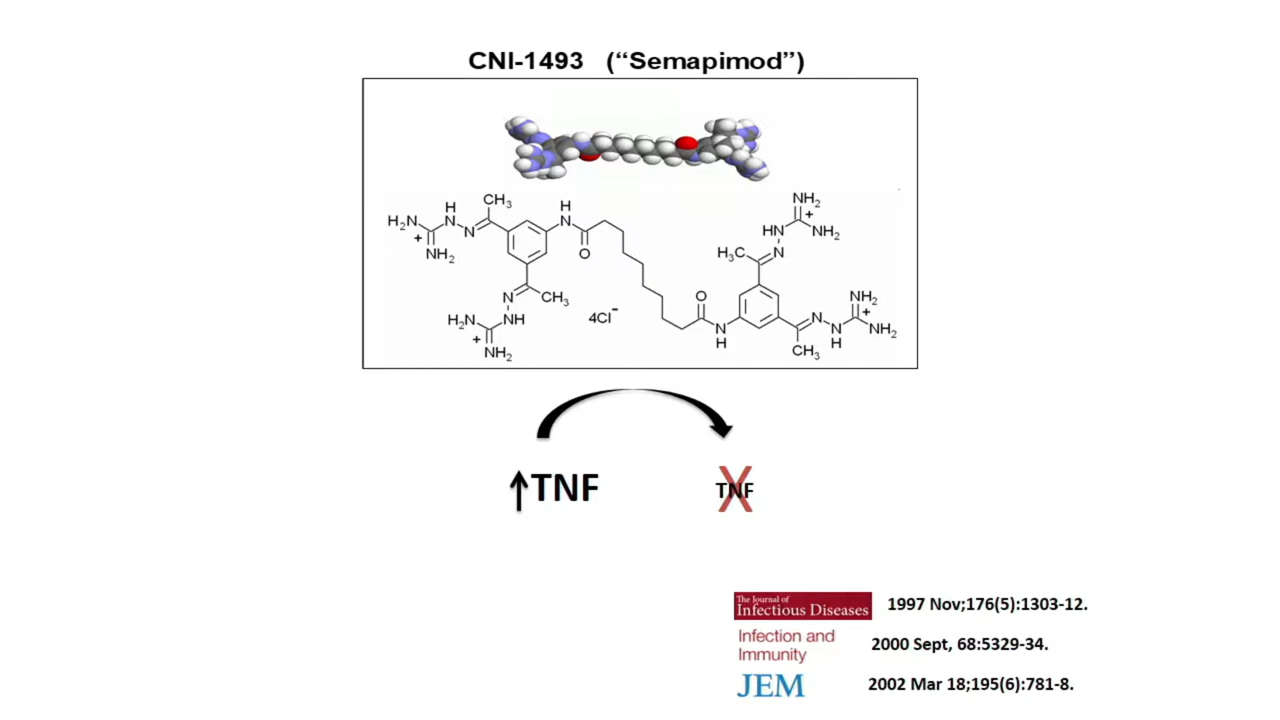 CNI-1493 (“Semapimod”)
CH₃
H
N
H₂N
N
H
+
NH₂
N
H
O
N
CH₃
H₂N
NH
+
NH₂
4Cl⁻
NH₂
+
HN
NH₂
H₃C
N
O
N
H
NH₂
N
+
N
H
NH₂
CH₃
↑TNF
TNF
The Journal of
Infectious Diseases
1997 Nov;176(5):1303-12.
Infection and
Immunity
2000 Sept, 68:5329-34.
JEM
2002 Mar 18;195(6):781-8.